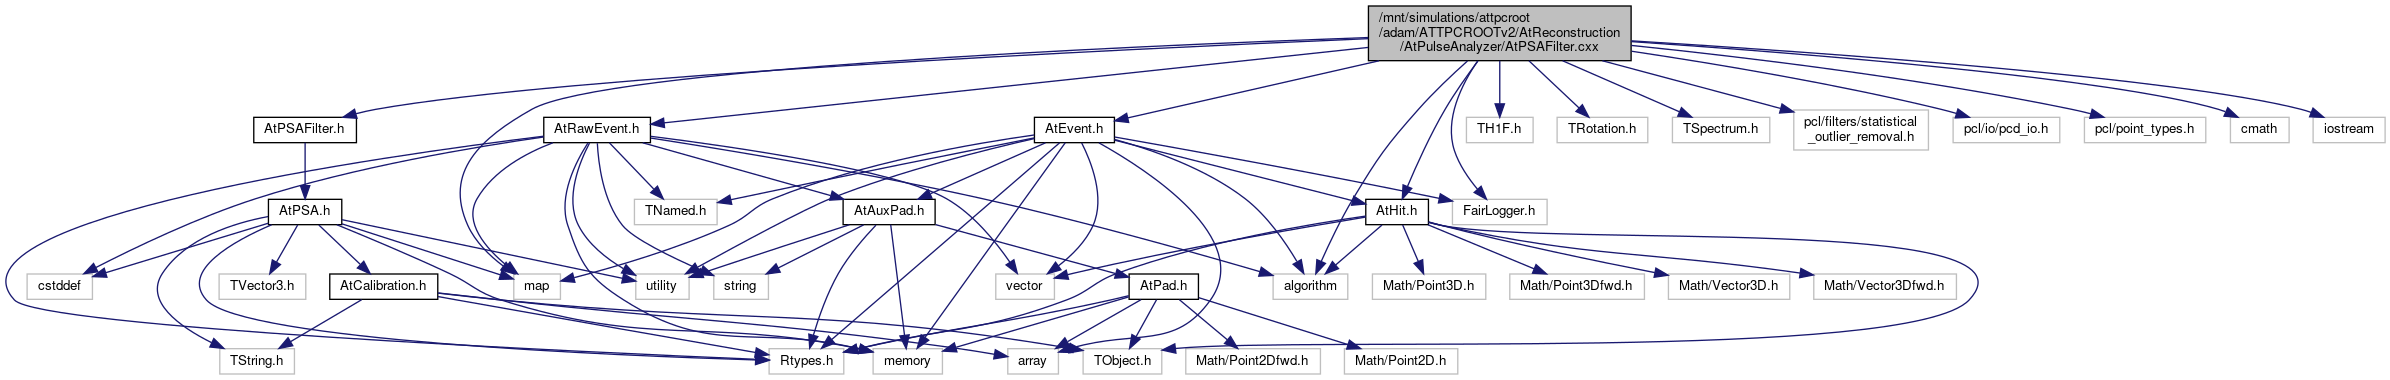 /mnt/simulations/attpcroot
/adam/ATTPCROOTv2/AtReconstruction
/AtPulseAnalyzer/AtPSAFilter.cxx
AtPSAFilter.h
AtRawEvent.h
AtEvent.h
TH1F.h
TRotation.h
TSpectrum.h
pcl/filters/statistical
_outlier_removal.h
pcl/io/pcd_io.h
pcl/point_types.h
cmath
iostream
AtPSA.h
TNamed.h
AtAuxPad.h
AtHit.h
FairLogger.h
cstddef
TVector3.h
AtCalibration.h
map
utility
string
vector
AtPad.h
algorithm
Math/Point3D.h
Math/Point3Dfwd.h
Math/Vector3D.h
Math/Vector3Dfwd.h
TString.h
Rtypes.h
memory
array
TObject.h
Math/Point2Dfwd.h
Math/Point2D.h